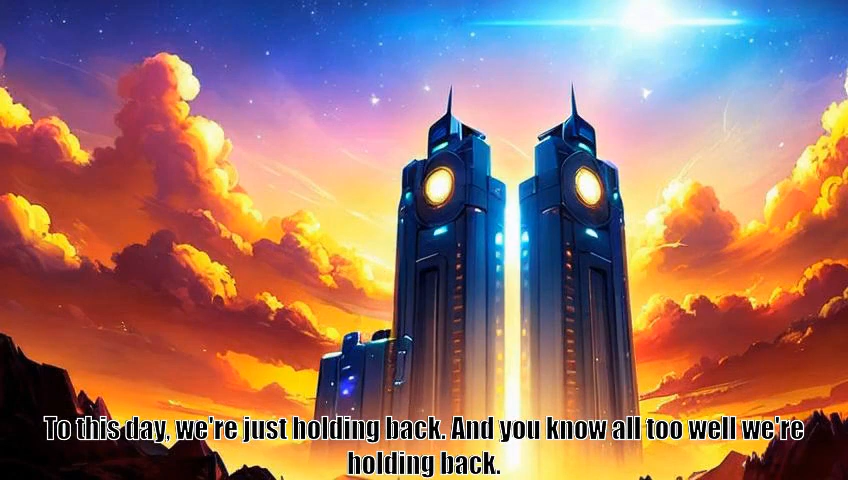 To this day, we're just holding back. And you know all too well we're
holding back.